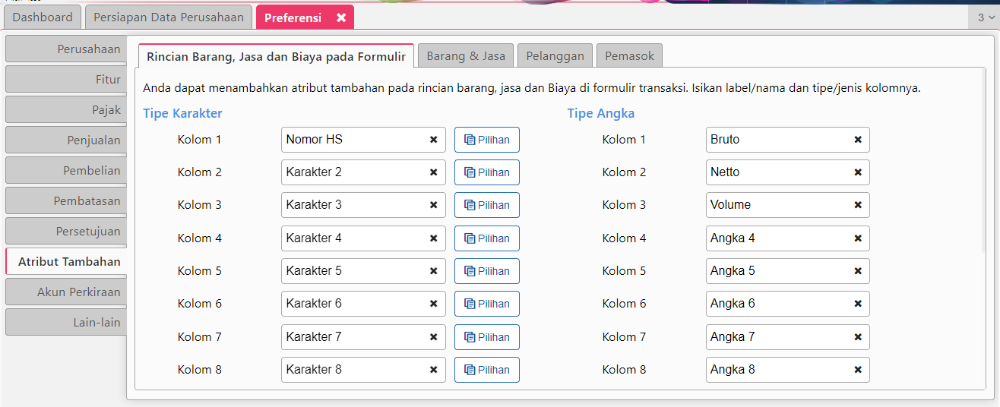 Dashboard Persiapan Data Perusahaan Preferensi 3
Perusahaan
Fitur
Pajak
Penjualan
Pembelian
Pembatasan
Persetujuan
Atribut Tambahan
Akun Perkiraan
Lain-lain
Rincian Barang, Jasa dan Biaya pada Formulir Barang & Jasa Pelanggan Pemasok
Anda dapat menambahkan atribut tambahan pada rincian barang, jasa dan Biaya di formulir transaksi. Isikan label/nama dan tipe/jenis kolomnya.
Tipe Karakter Tipe Angka
Kolom 1 Nomor HS Pilihan Kolom 1 Bruto
Kolom 2 Karakter 2 Pilihan Kolom 2 Netto
Kolom 3 Karakter 3 Pilihan Kolom 3 Volume
Kolom 4 Karakter 4 Pilihan Kolom 4 Angka 4
Kolom 5 Karakter 5 Pilihan Kolom 5 Angka 5
Kolom 6 Karakter 6 Pilihan Kolom 6 Angka 6
Kolom 7 Karakter 7 Pilihan Kolom 7 Angka 7
Kolom 8 Karakter 8 Pilihan Kolom 8 Angka 8